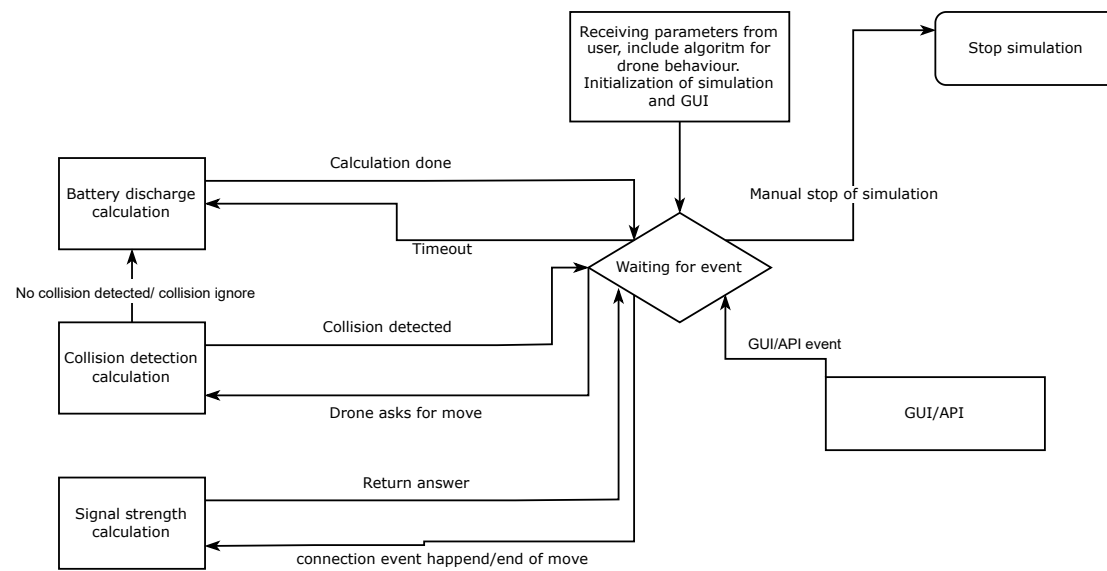 Receiving parameters from
user, include algoritm for
drone behaviour.
Initialization of simulation
and GUI
Stop simulation
Calculation done
Battery discharge
calculation
Manual stop of simulation
Timeout
Waiting for event
No collision detected/ collision ignore
Collision detected
GUI/API event
Collision detection
calculation
Drone asks for move
GUI/API
Return answer
Signal strength
calculation
connection event happend/end of move